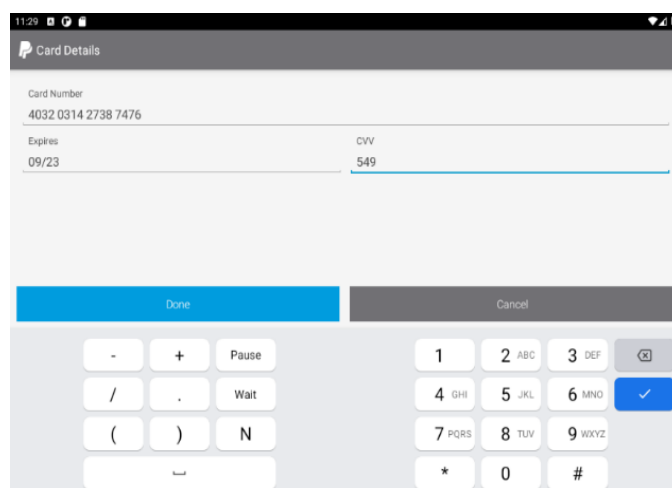 11:29
Card Details
Card Number
4032 0314 2738 7476
Expires CVV
09/23 549
Done Cancel
- + Pause 1 2 ABC 3 DEF
/ . Wait 4 GHI 5 JKL 6 MNO
( ) N 7 PQRS 8 TUV 9 WXYZ
* 0 #